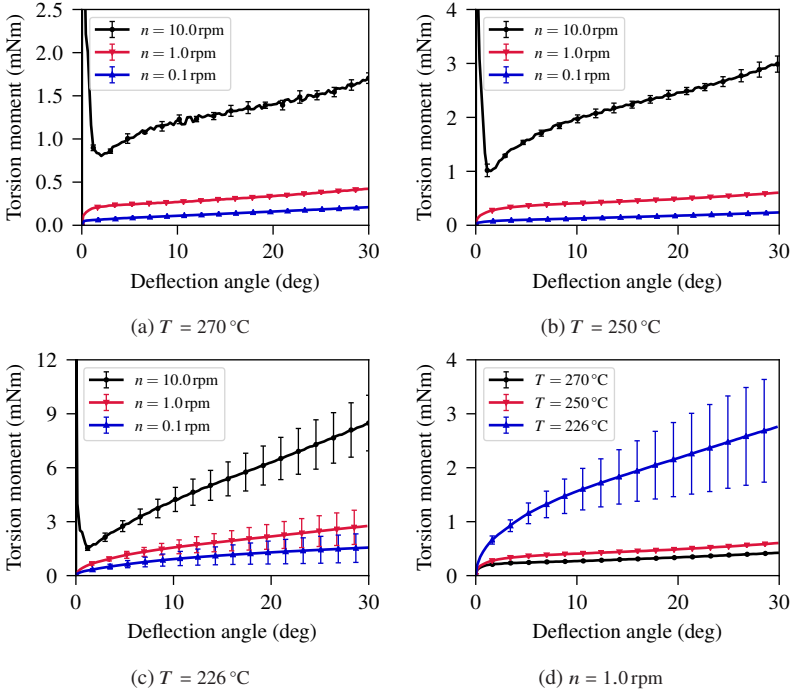 2.5
2.0
1.5
1.0
0.5
0.0
Torsion moment (mNm)
n = 10.0 rpm
n = 1.0 rpm
n = 0.1 rpm
0 10 20 30
Deflection angle (deg)
(a) T = 270 °C
4
3
2
1
0
Torsion moment (mNm)
n = 10.0 rpm
n = 1.0 rpm
n = 0.1 rpm
0 10 20 30
Deflection angle (deg)
(b) T = 250 °C
12
9
6
3
0
Torsion moment (mNm)
n = 10.0 rpm
n = 1.0 rpm
n = 0.1 rpm
0 10 20 30
Deflection angle (deg)
(c) T = 226 °C
4
3
2
1
0
Torsion moment (mNm)
T = 270 °C
T = 250 °C
T = 226 °C
0 10 20 30
Deflection angle (deg)
(d) n = 1.0 rpm